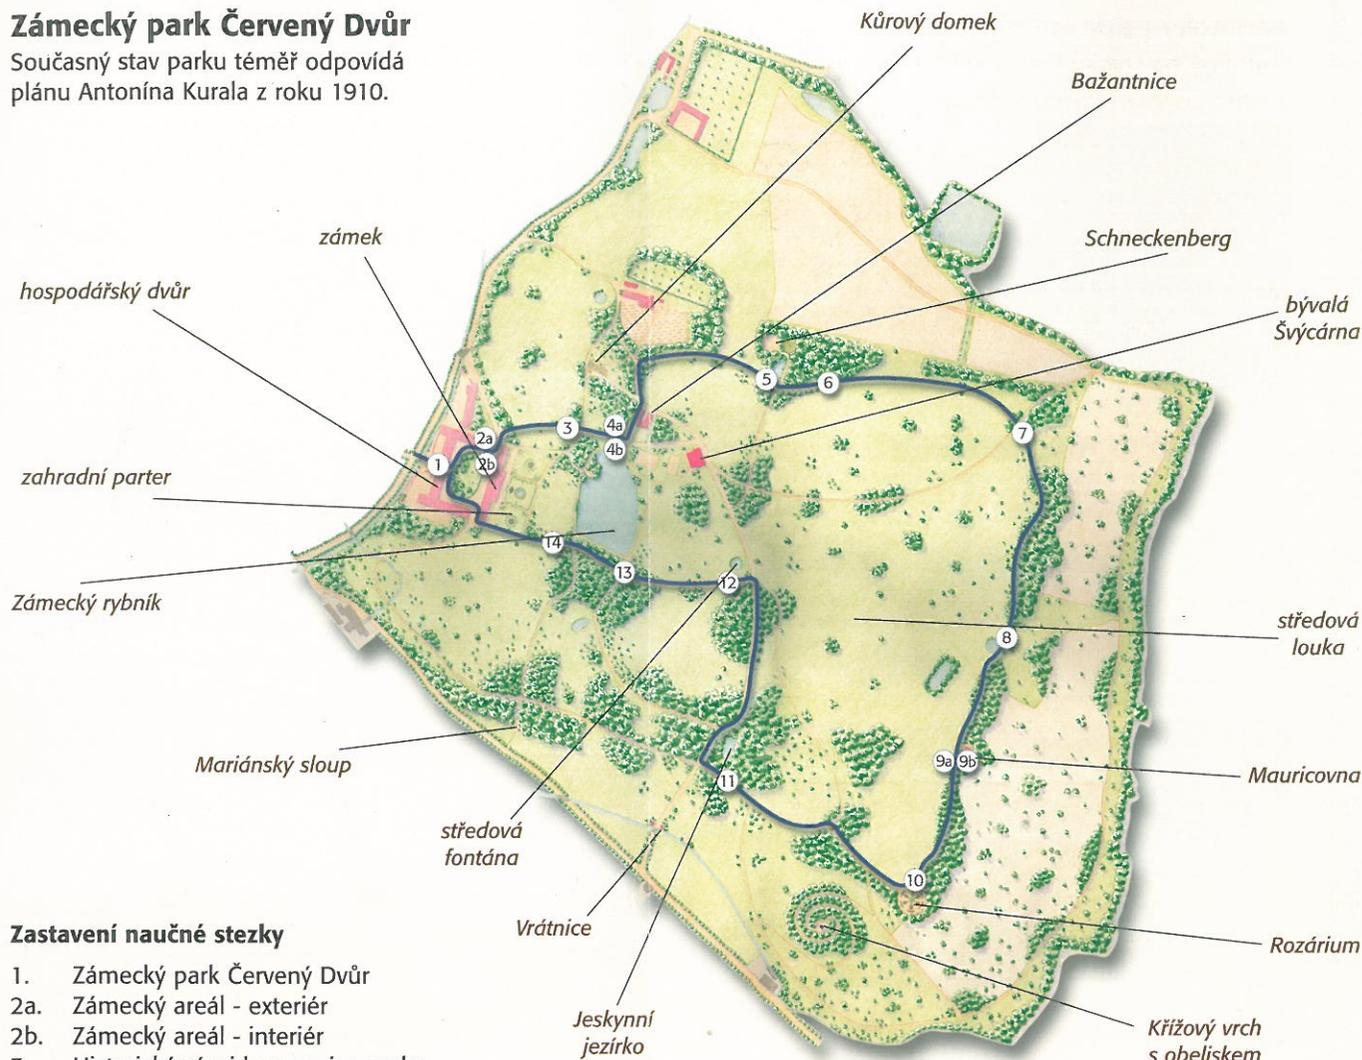 Zámecký park Červený Dvůr
Současný stav parku téměř odpovídá
plánu Antonína Kurala z roku 1910.
Kůrový domek
Bažantnice
zámek
Schneckenberg
hospodářský dvůr
bývalá
Švýcárna
5
6
7
3
4a
4b
2a
2b
1
zahradní parter
14
13
12
Zámecký rybník
středová
louka
8
Mariánský sloup
9a
9b
Mauricovna
11
středová
fontána
10
Vrátnice
Rozárium
Jeskynní
jezírko
Křížový vrch
s obeliskem
Zastavení naučné stezky
1. Zámecký park Červený Dvůr
2a. Zámecký areál - exteriér
2b. Zámecký areál - interiér